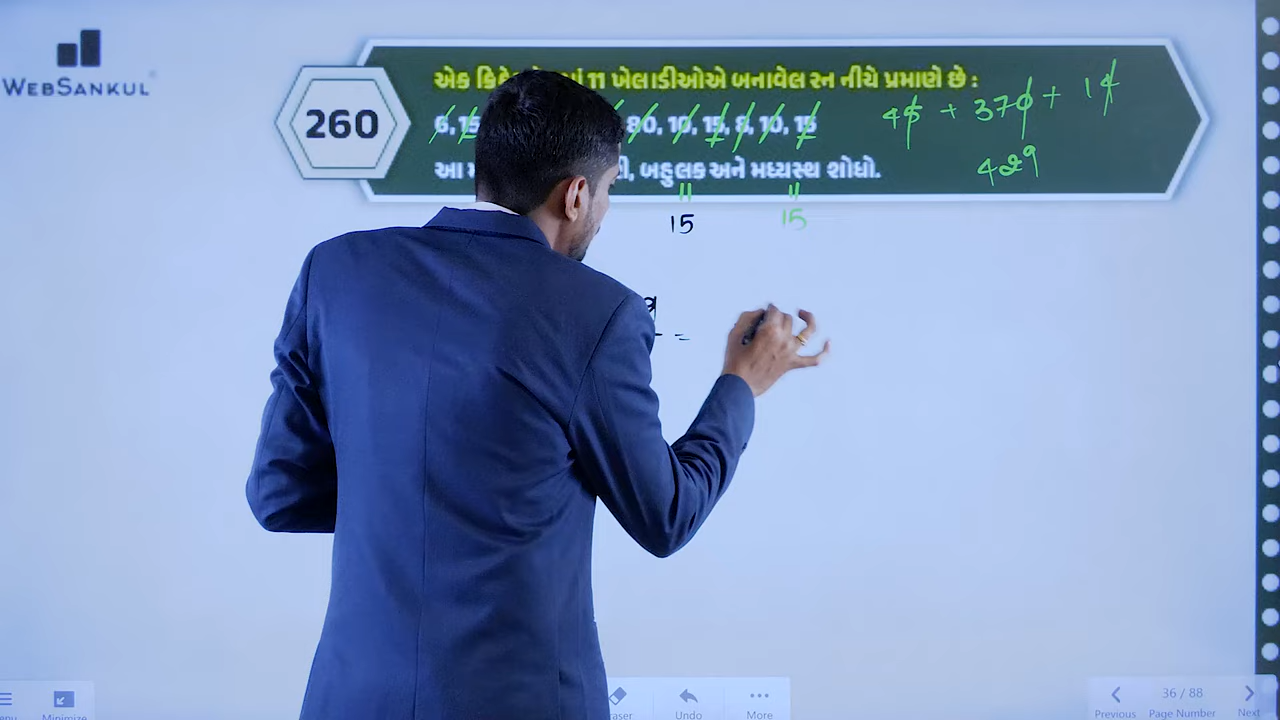 WEBSANKUL
260
એક 11 ખેલાડીઓએ બનાવેલ રન નીચે પ્રમાણે છે :
6, 15 80, 10, 15, 8, 10, 15
આ બહુલક અને મધ્યસ્થ શોધો.
45 + 370 + 14
429
15 15
=
Minimize
Undo
More
Previous
36 / 88
Page Number
Next